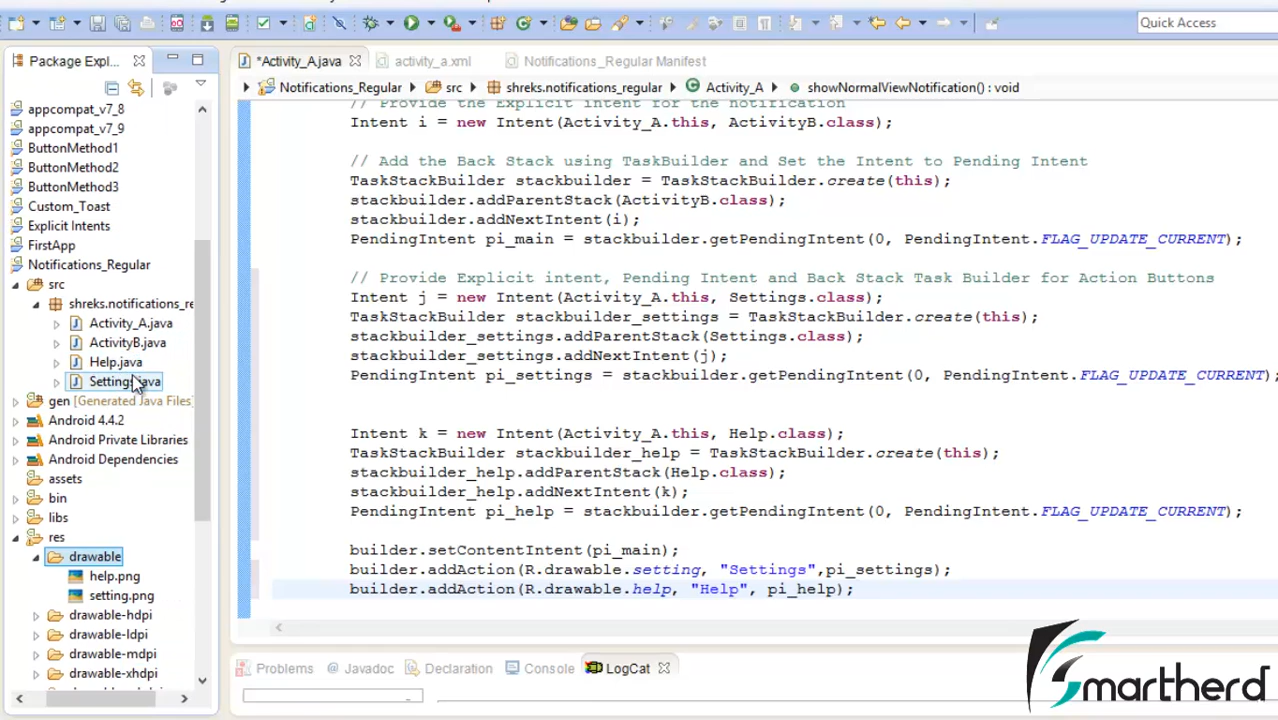 Quick Access
Package Expl...
*Activity_A.java
activity_a.xml
Notifications_Regular Manifest
Notifications_Regular
src
shreks.notifications_regular
Activity_A
showNormalViewNotification() : void
appcompat_v7_8
appcompat_v7_9
ButtonMethod1
ButtonMethod2
ButtonMethod3
Custom_Toast
Explicit Intents
FirstApp
Notifications_Regular
src
shreks.notifications_re
Activity_A.java
ActivityB.java
Help.java
gen [Generated Java Files]
Android 4.4.2
Android Private Libraries
Android Dependencies
assets
bin
libs
res
drawable
help.png
setting.png
drawable-hdpi
drawable-ldpi
drawable-mdpi
drawable-xhdpi
// Provide the Explicit intent for the notification
Intent i = new Intent(Activity_A.this, ActivityB.class);
// Add the Back Stack using TaskBuilder and Set the Intent to Pending Intent
TaskStackBuilder stackbuilder = TaskStackBuilder.create(this);
stackbuilder.addParentStack(ActivityB.class);
stackbuilder.addNextIntent(i);
PendingIntent pi_main = stackbuilder.getPendingIntent(0, PendingIntent.FLAG_UPDATE_CURRENT);
// Provide Explicit intent, Pending Intent and Back Stack Task Builder for Action Buttons
Intent j = new Intent(Activity_A.this, Settings.class);
TaskStackBuilder stackbuilder_settings = TaskStackBuilder.create(this);
stackbuilder_settings.addParentStack(Settings.class);
stackbuilder_settings.addNextIntent(j);
PendingIntent pi_settings = stackbuilder.getPendingIntent(0, PendingIntent.FLAG_UPDATE_CURRENT);
Intent k = new Intent(Activity_A.this, Help.class);
TaskStackBuilder stackbuilder_help = TaskStackBuilder.create(this);
stackbuilder_help.addParentStack(Help.class);
stackbuilder_help.addNextIntent(k);
PendingIntent pi_help = stackbuilder.getPendingIntent(0, PendingIntent.FLAG_UPDATE_CURRENT);
builder.setContentIntent(pi_main);
builder.addAction(R.drawable.setting, "Settings",pi_settings);
builder.addAction(R.drawable.help, "Help", pi_help);
Problems
@ Javadoc
Declaration
Console
LogCat
Smartherd